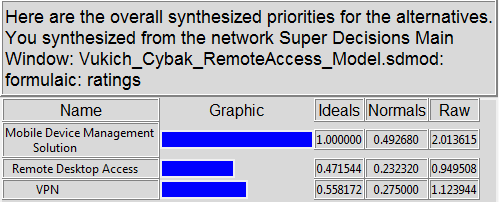 Here are the overall synthesized priorities for the alternatives.
You synthesized from the network Super Decisions Main
Window: Vukich_Cybak_RemoteAccess_Model.sdmod:
formulaic: ratings
Name Graphic Ideals Normals Raw
Mobile Device Management
Solution 1.000000 0.492680 2.013615
Remote Desktop Access 0.471544 0.232320 0.949508
VPN 0.558172 0.275000 1.123944